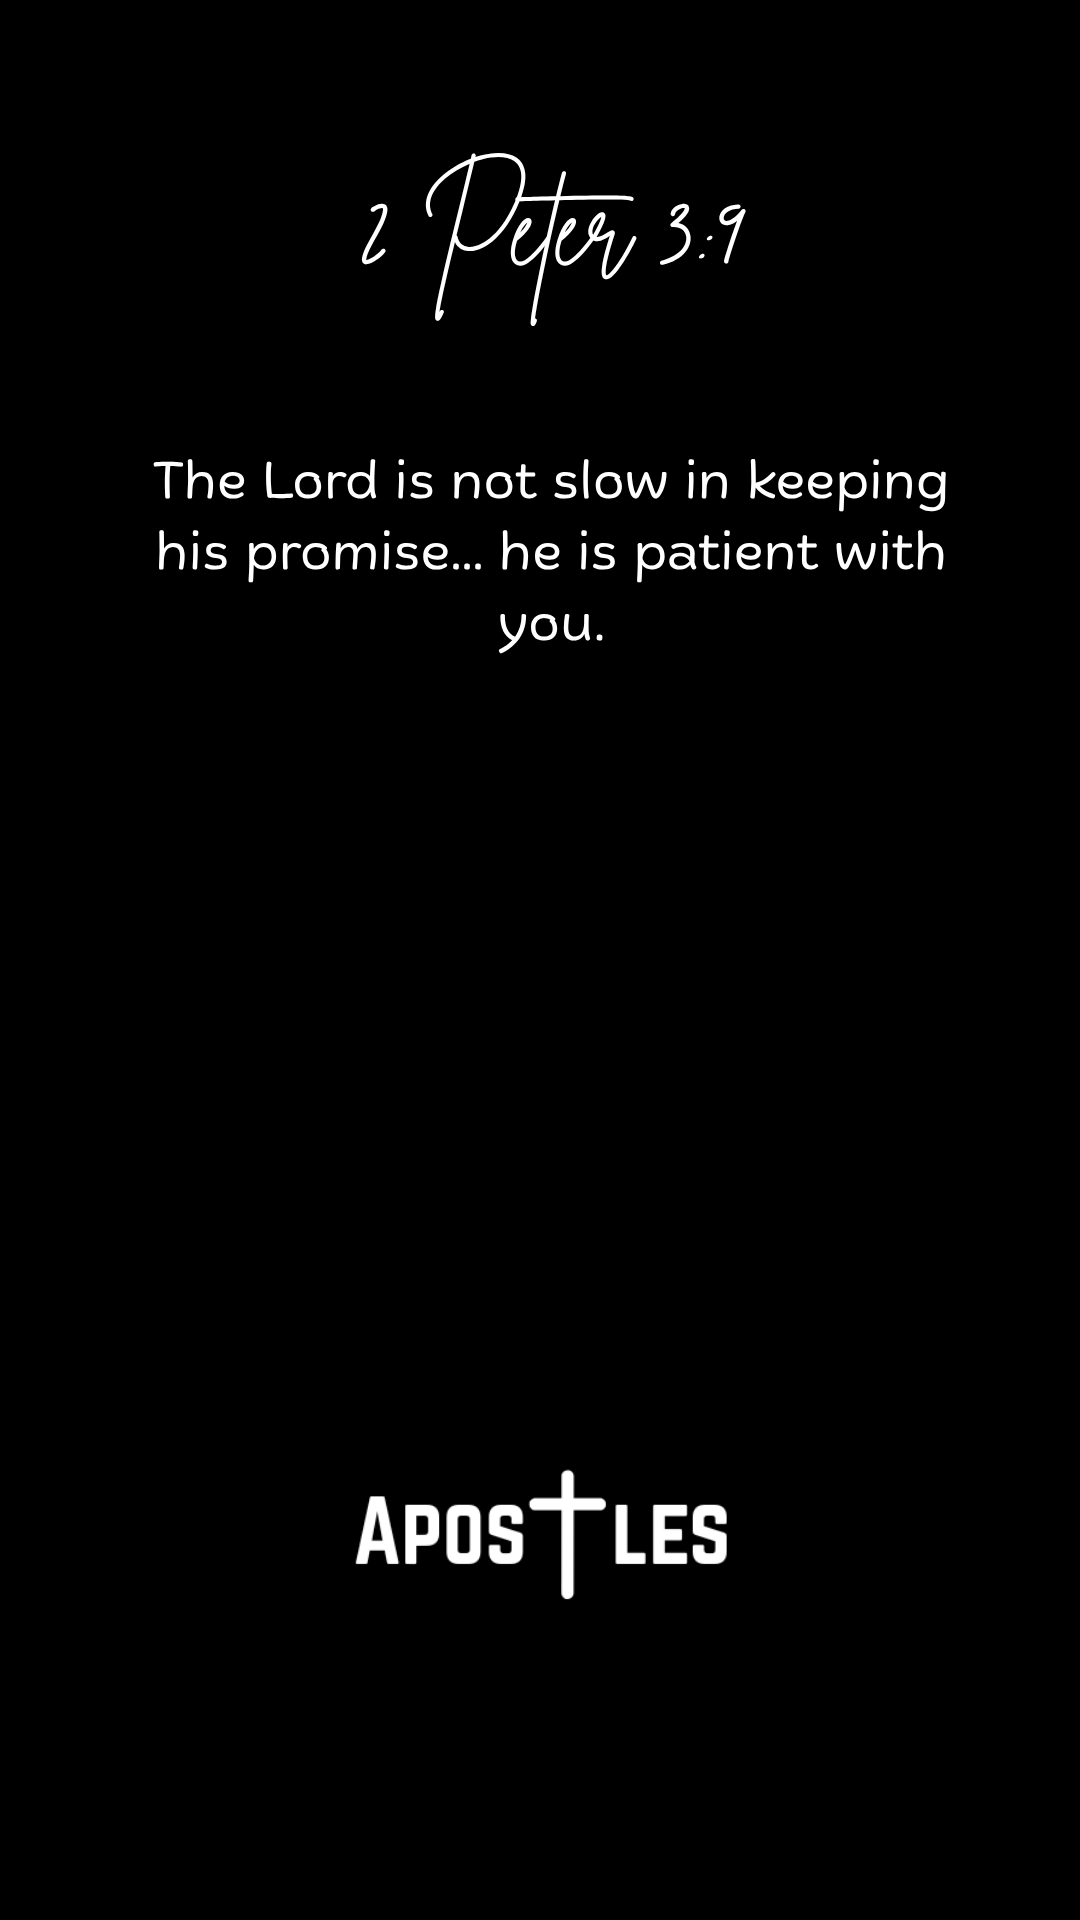 2 Peter 3:9
The Lord is not slow in keeping
his promise... he is patient with
you.
Apostles